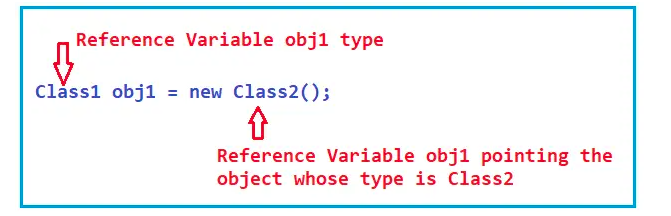 Reference Variable obj1 type
Class1 obj1 = new Class2();
Reference Variable obj1 pointing the
object whose type is Class2